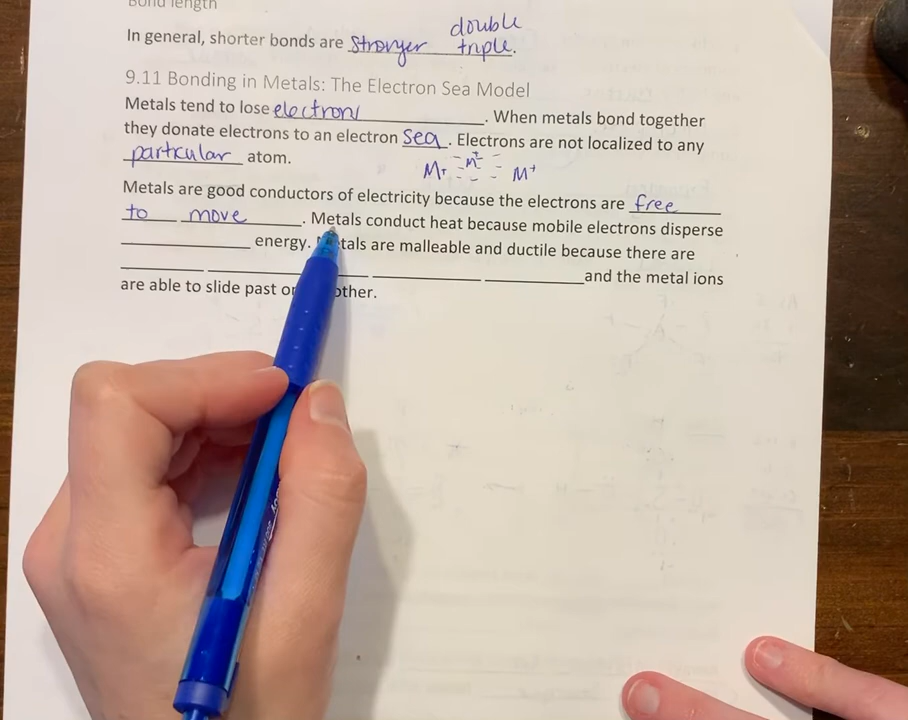 Bond length
double
In general, shorter bonds are stronger triple.
9.11 Bonding in Metals: The Electron Sea Model
Metals tend to lose electrons. When metals bond together
they donate electrons to an electron sea. Electrons are not localized to any
particular atom.
M+ M+ M+
Metals are good conductors of electricity because the electrons are free
to move. Metals conduct heat because mobile electrons disperse
energy. Metals are malleable and ductile because there are
and the metal ions
are able to slide past other.